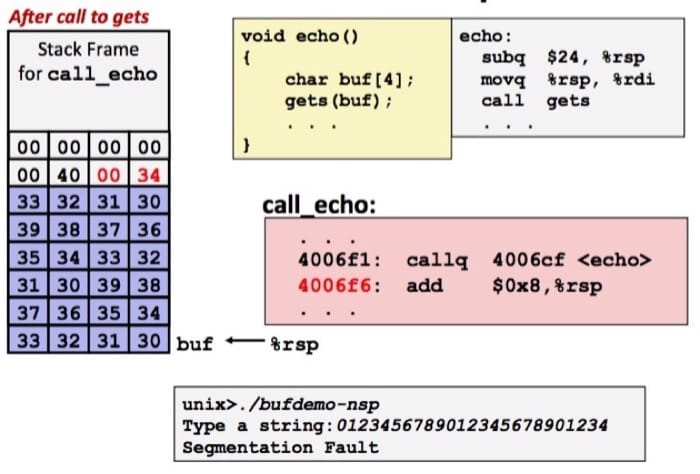 After call to gets
Stack Frame
for call_echo
00 00 00 00
00 40 00 34
33 32 31 30
39 38 37 36
35 34 33 32
31 30 39 38
37 36 35 34
33 32 31 30
buf
%rsp
void echo()
{
char buf[4];
gets(buf);
. . .
}
echo:
subq $24, %rsp
movq %rsp, %rdi
call gets
. . .
call_echo:
. . .
4006f1: callq 4006cf <echo>
4006f6: add $0x8,%rsp
. . .
unix>./bufdemo-nsp
Type a string:0123456789012345678901234
Segmentation Fault